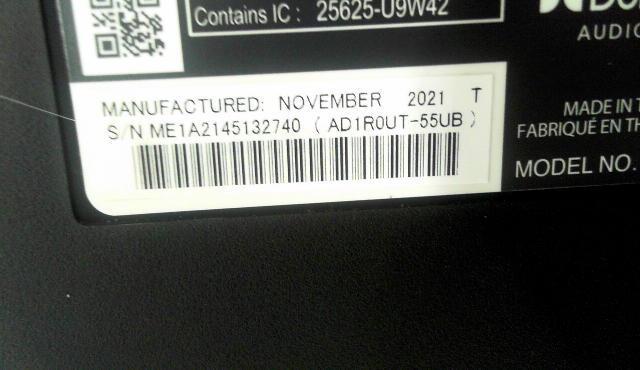 Contains IC : 25625-U9W42
AUDIO
MANUFACTURED: NOVEMBER 2021 T
S/N ME1A2145132740 ( AD1R0UT-55UB )
MADE IN T
FABRIQUÉ EN TH
MODEL NO.